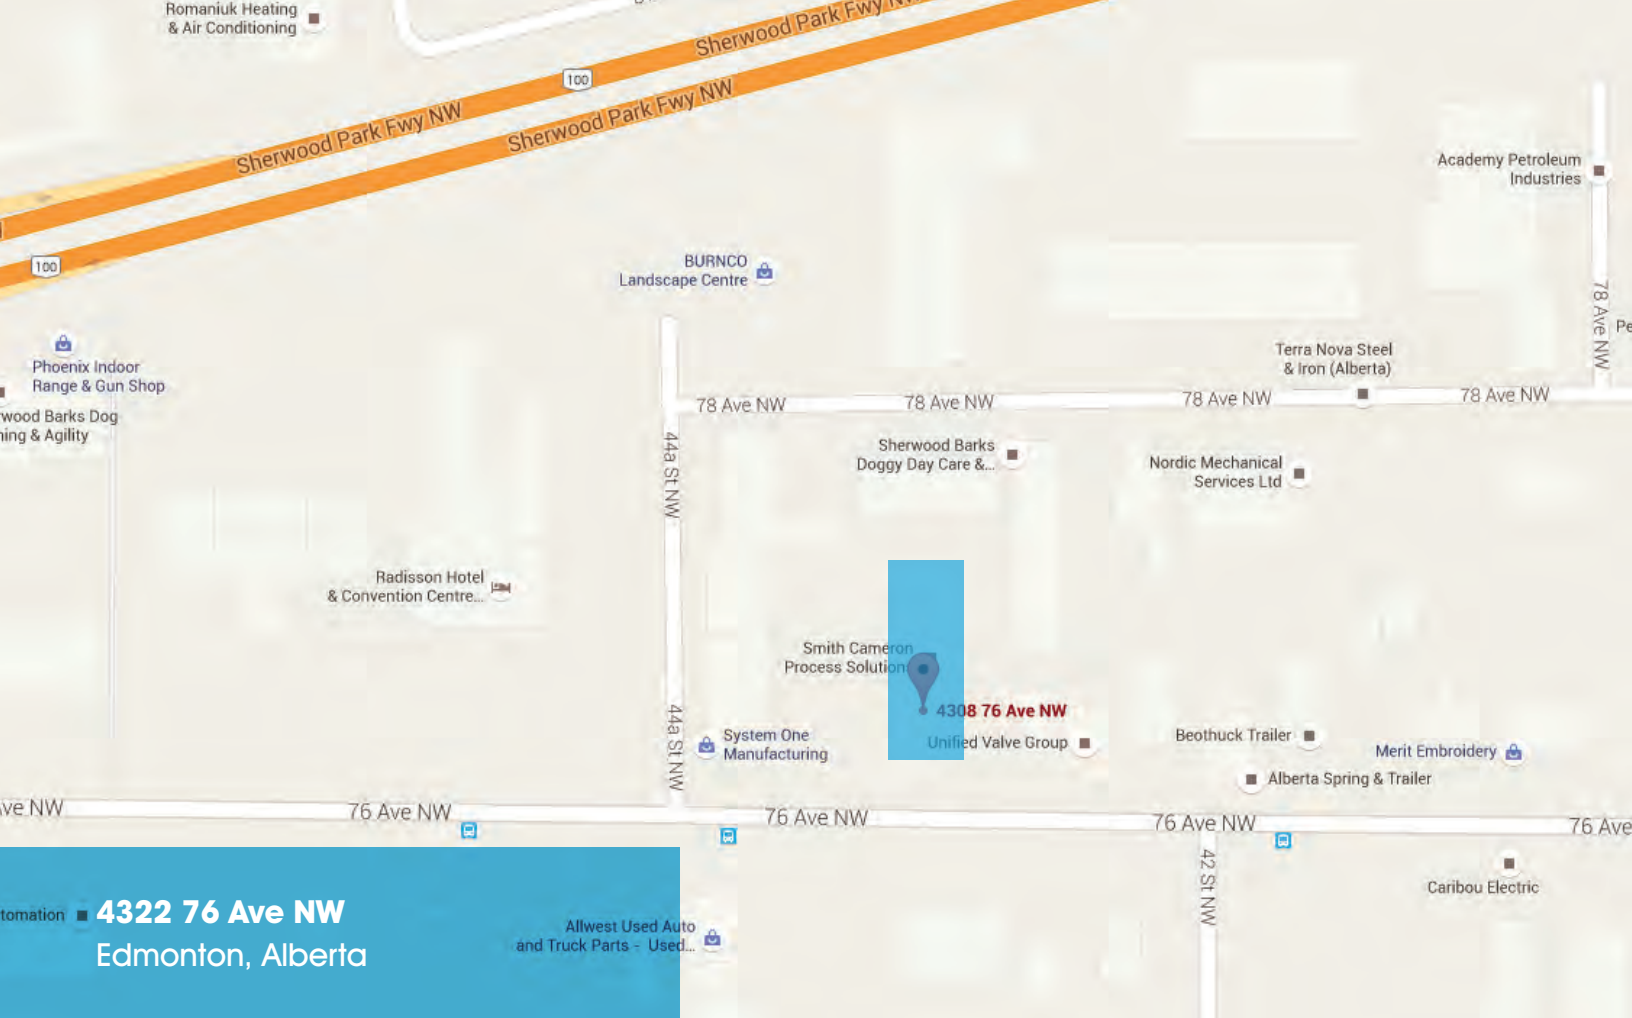 Romaniuk Heating
& Air Conditioning
Sherwood Park Fwy NW
100
Sherwood Park Fwy NW
Sherwood Park Fwy NW
100
Academy Petroleum
Industries
78 Ave NW
BURNCO
Landscape Centre
Phoenix Indoor
Range & Gun Shop
wood Barks Dog
& Agility
Terra Nova Steel
& Iron (Alberta)
78 Ave NW
78 Ave NW
78 Ave NW
78 Ave NW
44a St NW
Sherwood Barks
Doggy Day Care &...
Nordic Mechanical
Services Ltd
Radisson Hotel
& Convention Centre...
Smith Cameron
Process Solution
4308 76 Ave NW
Unified Valve Group
44a St NW
System One
Manufacturing
Beothuck Trailer
Merit Embroidery
Alberta Spring & Trailer
ve NW
76 Ave NW
76 Ave NW
76 Ave NW
76 Ave
42 St NW
Caribou Electric
tomation
4322 76 Ave NW
Edmonton, Alberta
Allwest Used Auto
and Truck Parts - Used...